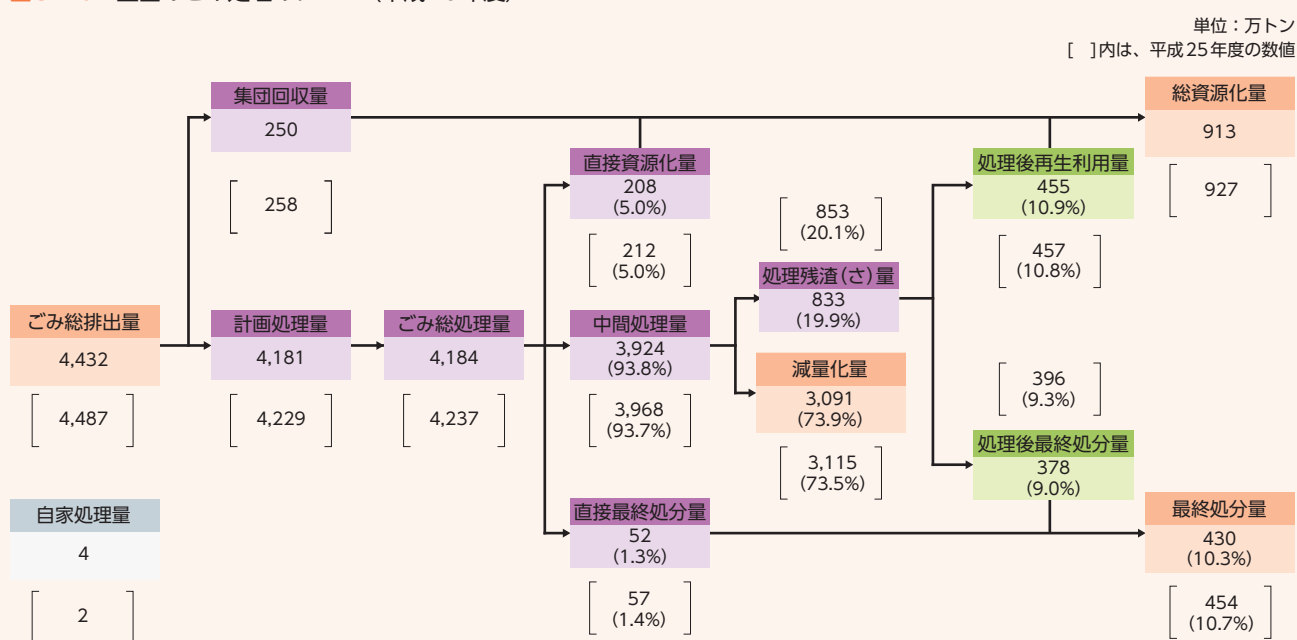 単位：万トン
[　]内は、平成25年度の数値
集団回収量
250
[258]
総資源化量
913
[927]
直接資源化量
208
(5.0%)
[212
(5.0%)]
処理後再生利用量
455
(10.9%)
[457
(10.8%)]
[853
(20.1%)]
処理残渣(さ)量
833
(19.9%)
ごみ総排出量
4,432
[4,487]
計画処理量
4,181
[4,229]
ごみ総処理量
4,184
[4,237]
中間処理量
3,924
(93.8%)
[3,968
(93.7%)]
減量化量
3,091
(73.9%)
[3,115
(73.5%)]
[396
(9.3%)]
処理後最終処分量
378
(9.0%)
自家処理量
4
[2]
直接最終処分量
52
(1.3%)
[57
(1.4%)]
最終処分量
430
(10.3%)
[454
(10.7%)]